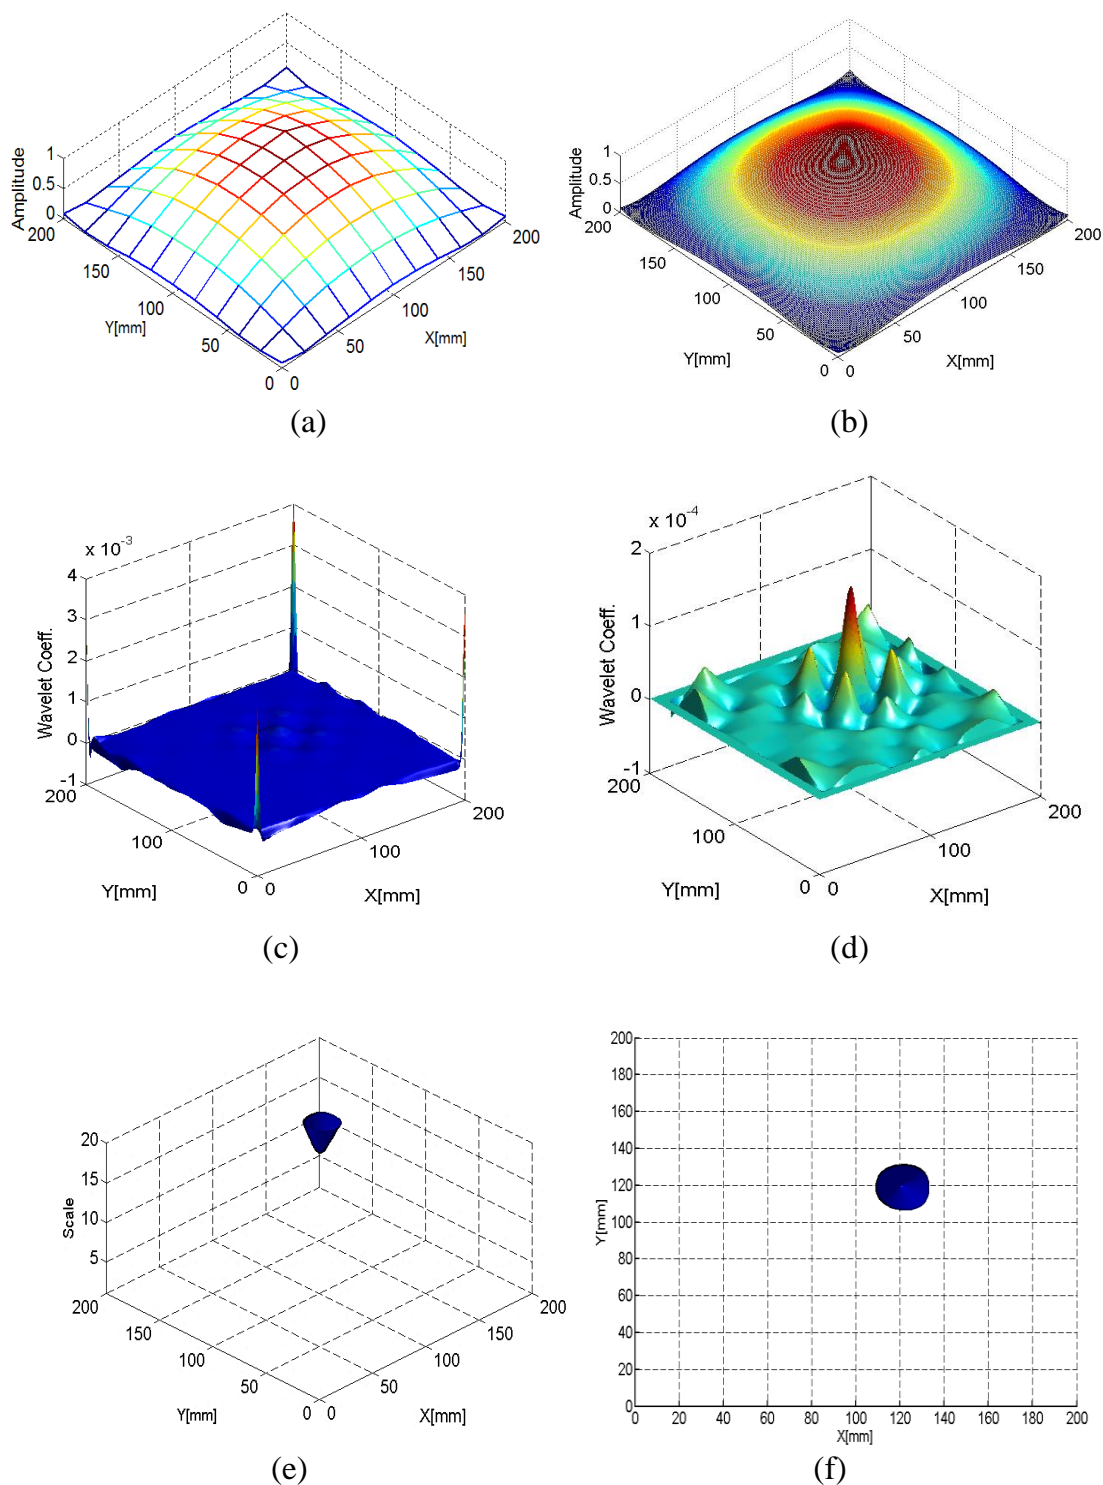 1
0.5
0
Amplitude
200
150
100
50
0
Y[mm]
0
50
100
150
200
X[mm]
(a)
1
0.5
0
Amplitude
200
150
100
50
0
Y[mm]
0
50
100
150
200
X[mm]
(b)
x 10-3
4
3
2
1
0
-1
Wavelet Coeff.
200
100
0
Y[mm]
0
100
200
X[mm]
(c)
x 10-4
2
1
0
-1
Wavelet Coeff.
200
100
0
Y[mm]
0
100
200
X[mm]
(d)
20
15
10
5
Scale
200
150
100
50
0
Y[mm]
0
50
100
150
200
X[mm]
(e)
200
180
160
140
120
100
80
60
40
20
0
Y[mm]
0 20 40 60 80 100 120 140 160 180 200
X[mm]
(f)